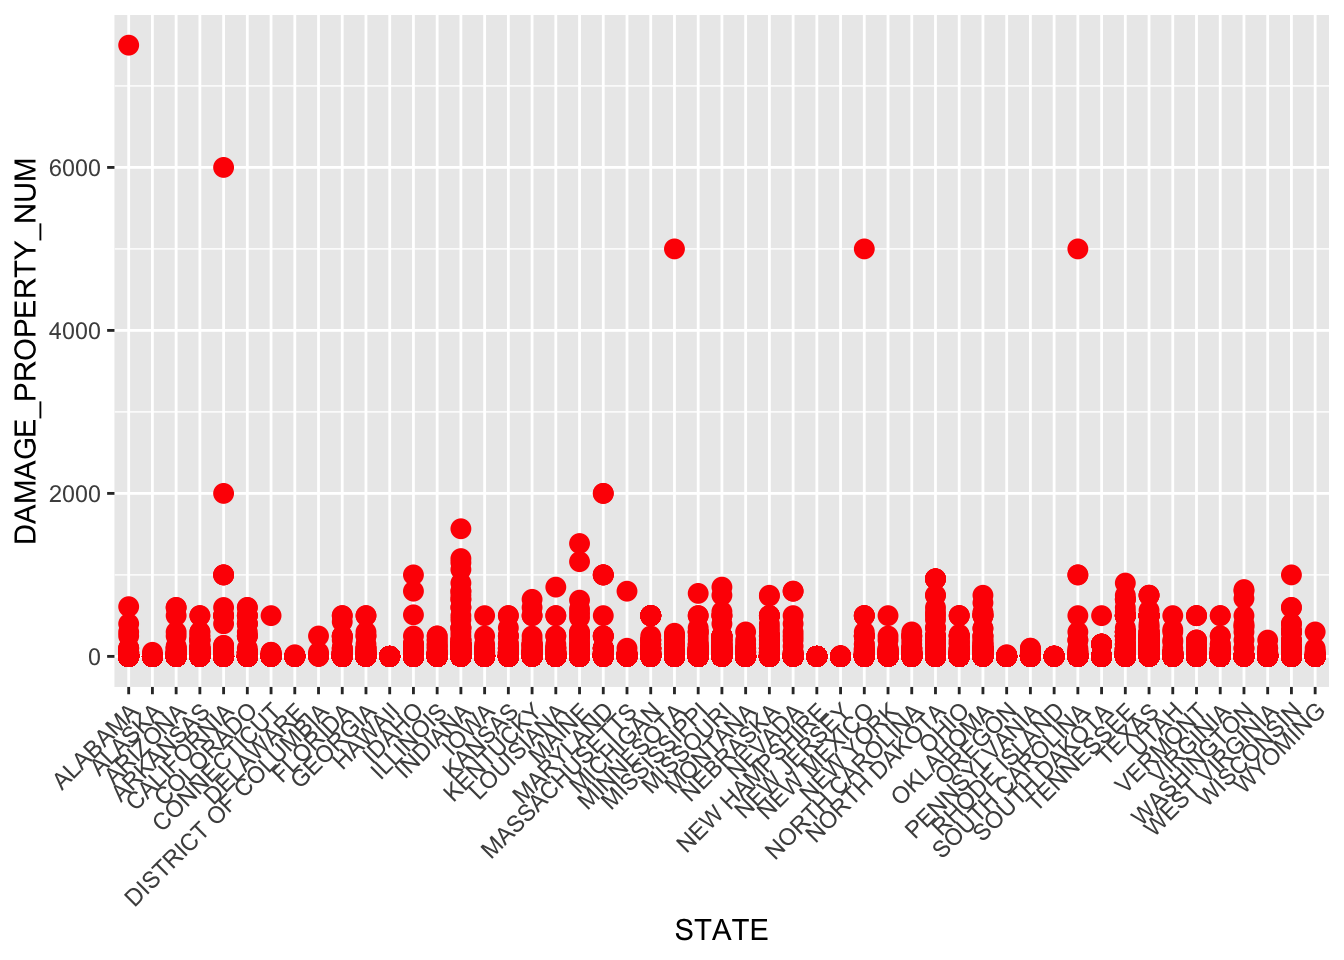 DAMAGE_PROPERTY_NUM
6000
4000
2000
0
ALABAMA
ALASKA
ARIZONA
ARKANSAS
CALIFORNIA
COLORADO
CONNECTICUT
DELAWARE
DISTRICT OF COLUMBIA
FLORIDA
GEORGIA
HAWAII
IDAHO
ILLINOIS
INDIANA
IOWA
KANSAS
KENTUCKY
LOUISIANA
MAINE
MARYLAND
MASSACHUSETTS
MICHIGAN
MINNESOTA
MISSISSIPPI
MISSOURI
MONTANA
NEBRASKA
NEVADA
NEW HAMPSHIRE
NEW JERSEY
NEW MEXICO
NEW YORK
NORTH CAROLINA
NORTH DAKOTA
OHIO
OKLAHOMA
OREGON
PENNSYLVANIA
RHODE ISLAND
SOUTH CAROLINA
SOUTH DAKOTA
TENNESSEE
TEXAS
UTAH
VERMONT
VIRGINIA
WASHINGTON
WEST VIRGINIA
WISCONSIN
WYOMING
STATE